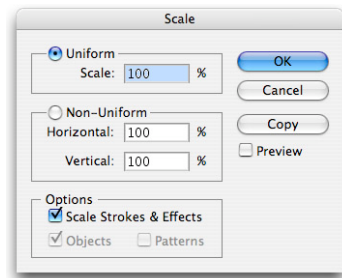 Scale
Uniform
Scale: 100 %
OK
Cancel
Non-Uniform
Horizontal: 100 %
Vertical: 100 %
Copy
Preview
Options
Scale Strokes & Effects
Objects Patterns